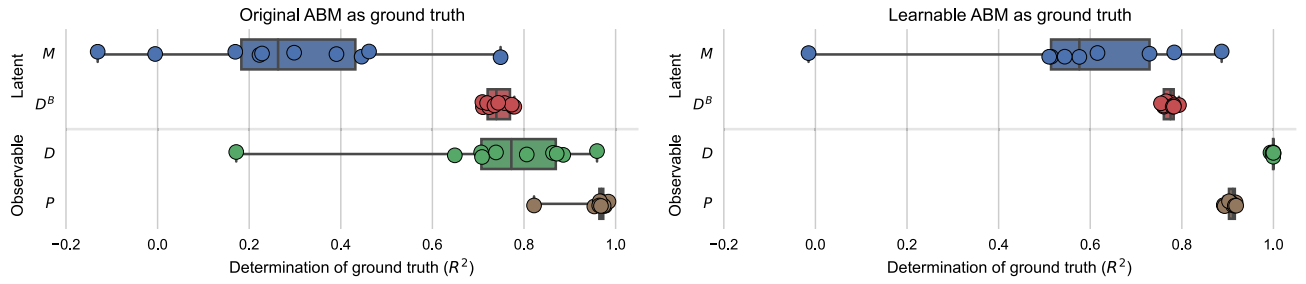 Original ABM as ground truth
Latent
M
D^B
Observable
D
P
−0.2 0.0 0.2 0.4 0.6 0.8 1.0
Determination of ground truth (R²)
Learnable ABM as ground truth
Latent
M
D^B
Observable
D
P
−0.2 0.0 0.2 0.4 0.6 0.8 1.0
Determination of ground truth (R²)